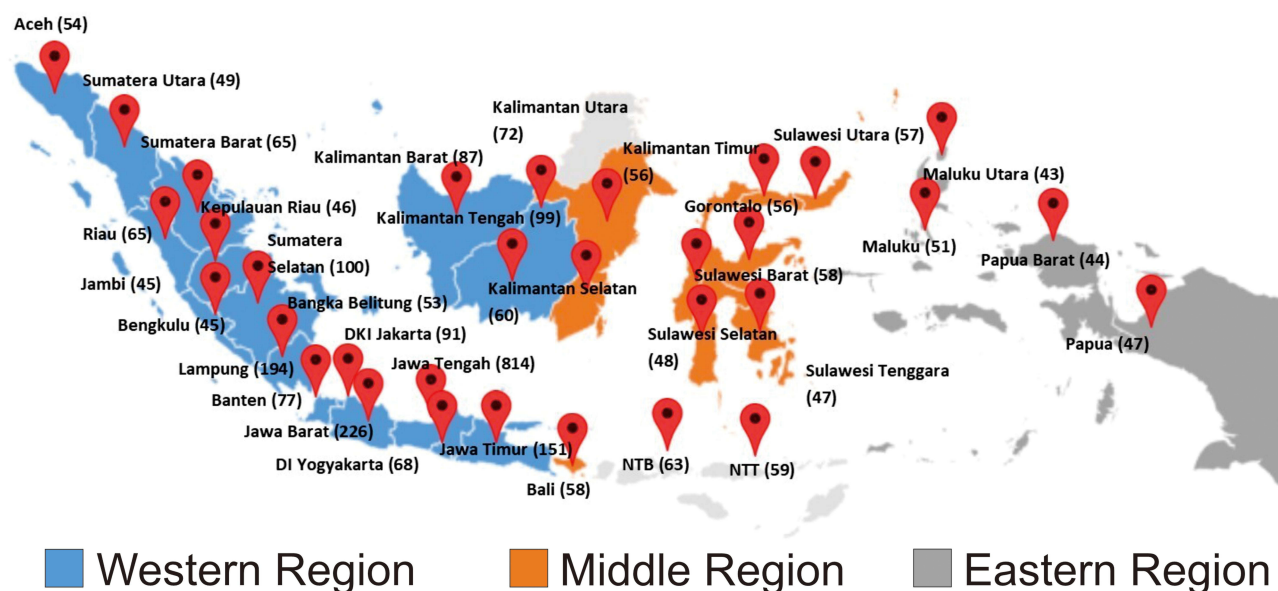 Aceh (54)
Sumatera Utara (49)
Sumatera Barat (65)
Kepulauan Riau (46)
Riau (65)
Sumatera
Selatan (100)
Jambi (45)
Bangka Belitung (53)
Bengkulu (45)
DKI Jakarta (91)
Lampung (194)
Jawa Tengah (814)
Banten (77)
Jawa Barat (226)
DI Yogyakarta (68)
Jawa Timur (151)
Bali (58)
Kalimantan Utara
(72)
Kalimantan Barat (87)
Kalimantan Timur
(56)
Kalimantan Tengah (99)
Kalimantan Selatan
(60)
Sulawesi Utara (57)
Gorontalo (56)
Sulawesi Barat (58)
Sulawesi Selatan
(48)
Sulawesi Tenggara
(47)
NTB (63)
NTT (59)
Maluku Utara (43)
Maluku (51)
Papua Barat (44)
Papua (47)
Western Region
Middle Region
Eastern Region